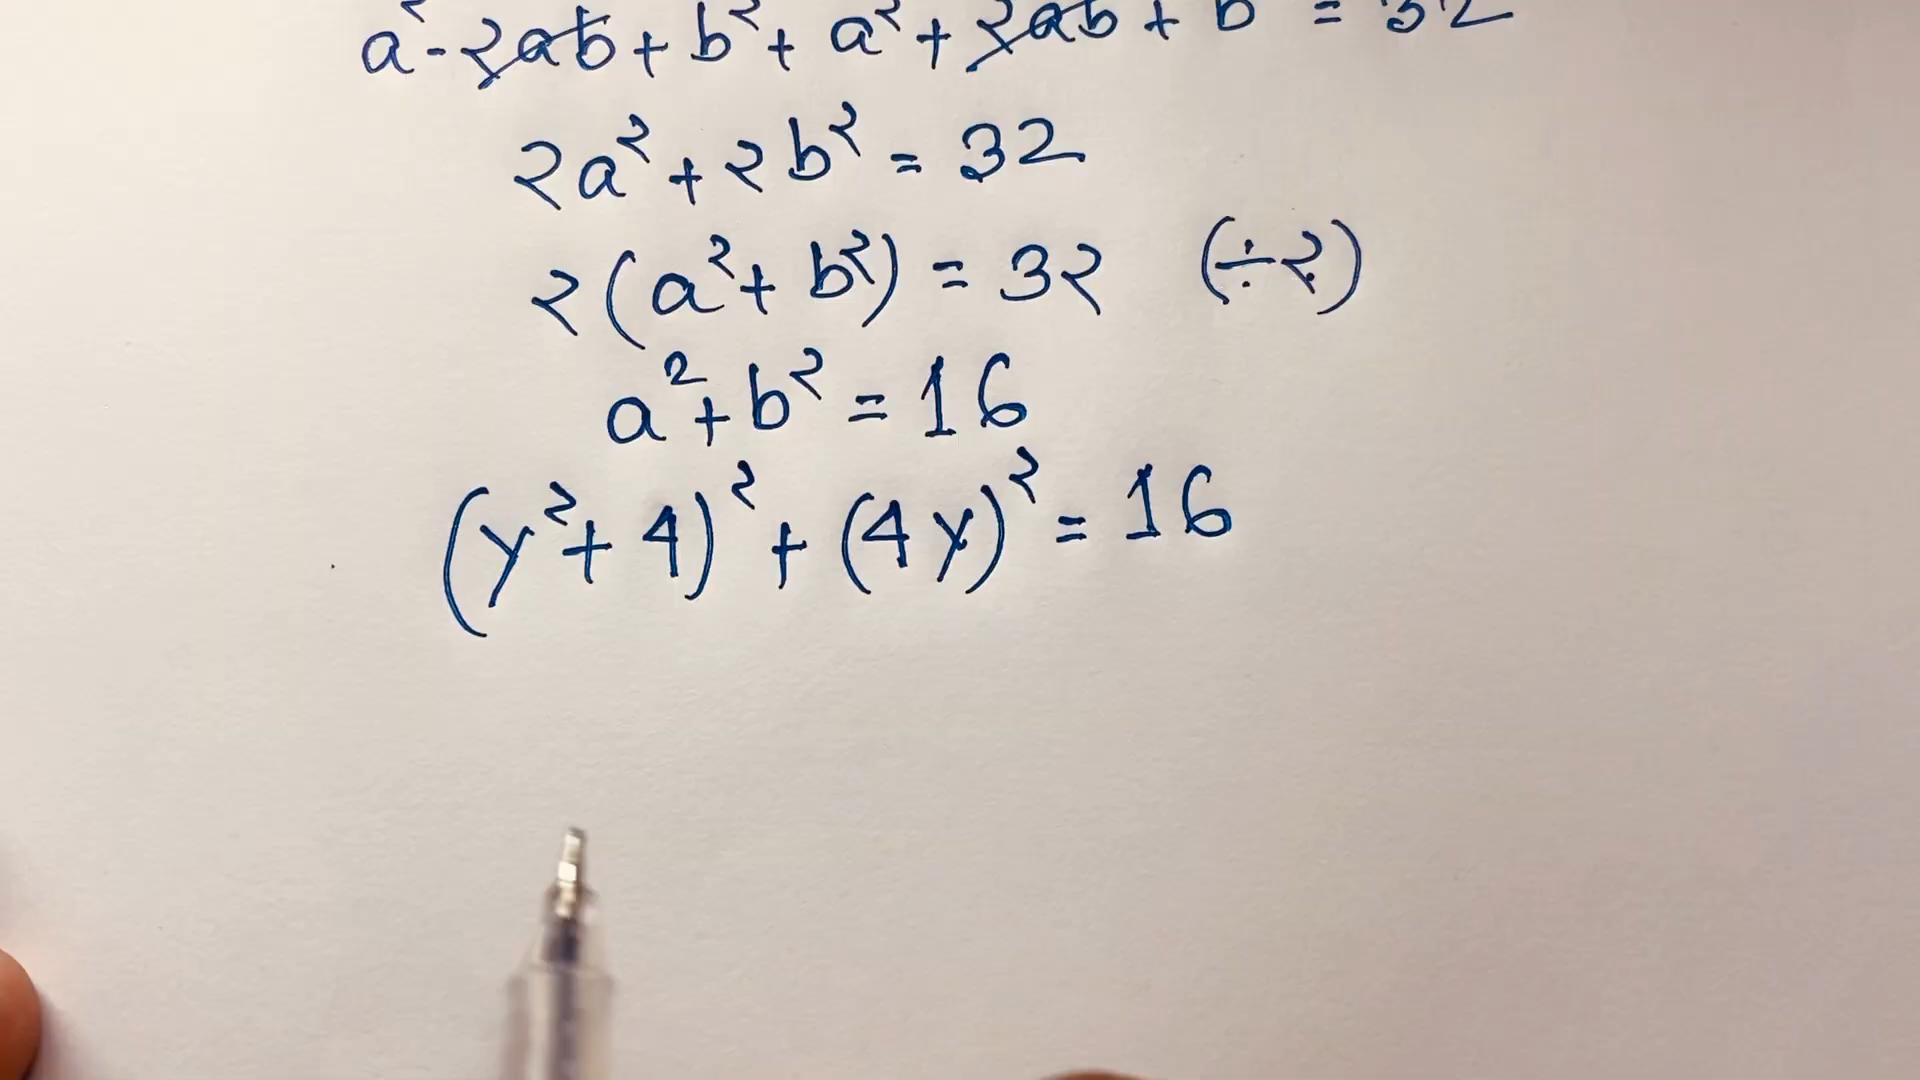 a² - 2ab + b² + a² + 2ab + b² = 32
2a² + 2b² = 32
2(a² + b²) = 32 (÷2)
a² + b² = 16
(y² + 4)² + (4y)² = 16